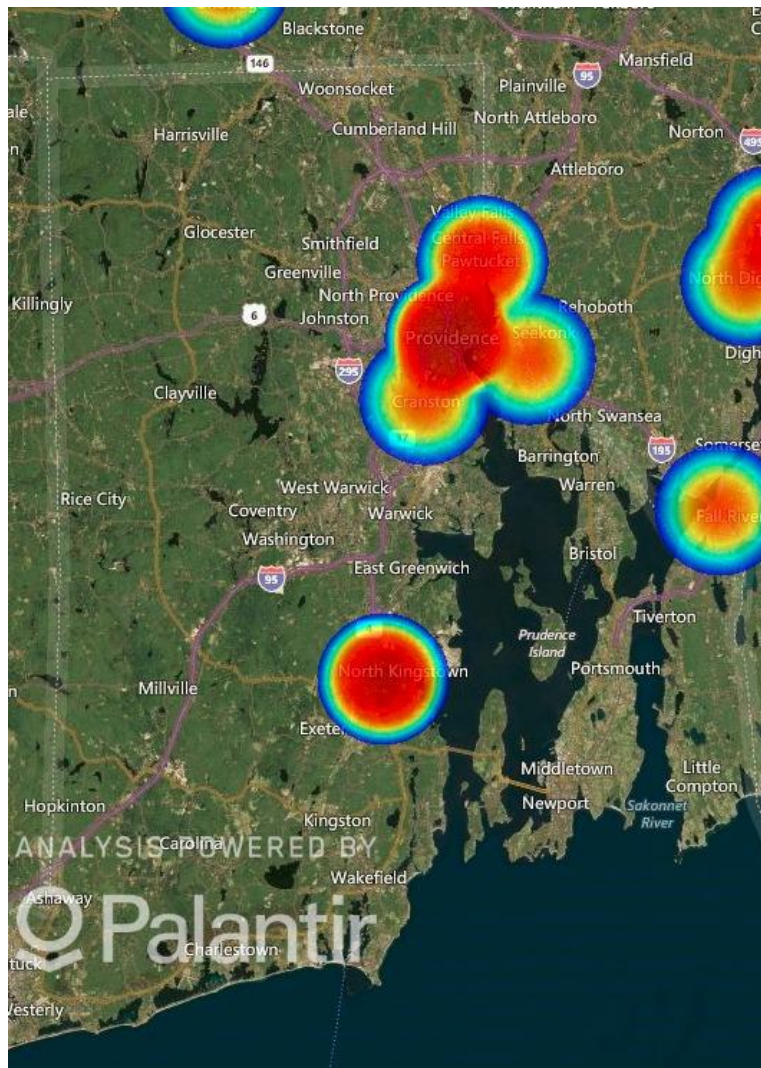 Blackstone
146
95
Mansfield
Plainville
Woonsocket
North Attleboro
Cumberland Hill
Harrisville
Norton
495
Attleboro
Valley Falls
Glocester
Central Falls
Smithfield
Pawtucket
Greenville
North Providence
Killingly
6
Johnston
Rehoboth
Seekonk
Providence
295
Clayville
Cranston
North Swansea
195
Barrington
Warren
West Warwick
Rice City
Coventry
Warwick
Fall River
Washington
Bristol
East Greenwich
95
Tiverton
Prudence
Island
North Kingstown
Portsmouth
Millville
Middletown
Little
Compton
Newport
Sakonnet
River
Hopkinton
Kingston
Carolina
ANALYSIS POWERED BY
Wakefield
Ashaway
Palantir
Charlestown